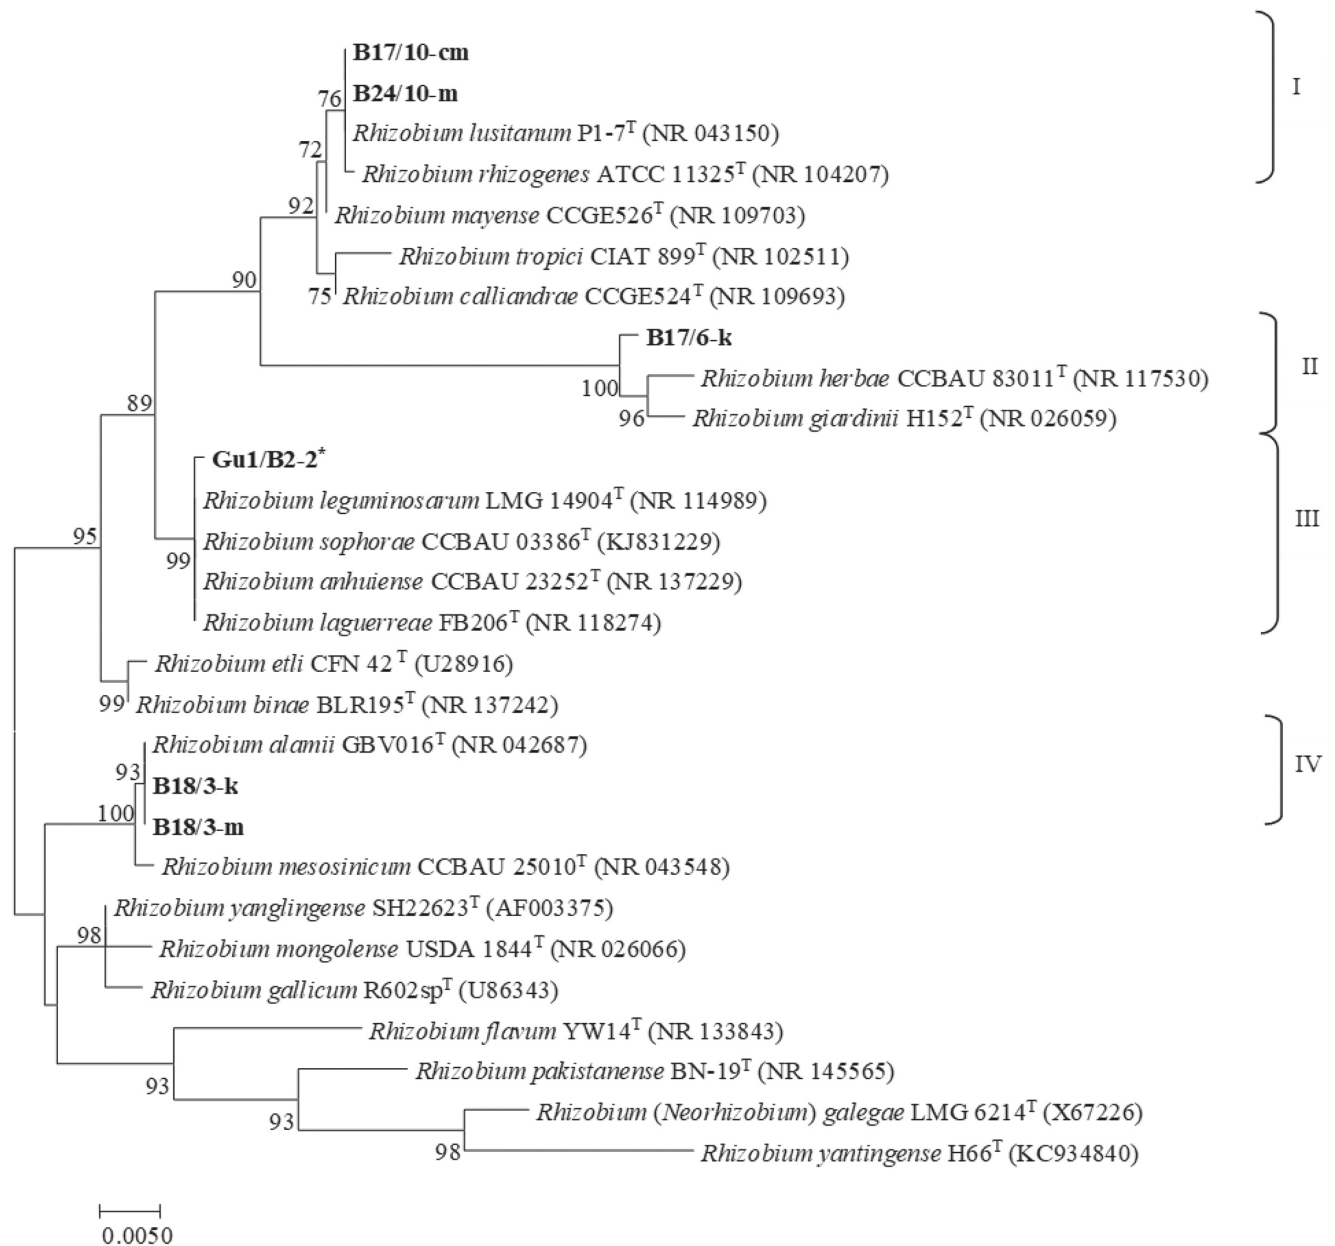 B17/10-cm
76 B24/10-m
I
Rhizobium lusitanum P1-7T (NR 043150)
72
Rhizobium rhizogenes ATCC 11325T (NR 104207)
92 Rhizobium mayense CCGE526T (NR 109703)
Rhizobium tropici CIAT 899T (NR 102511)
90
75 Rhizobium calliandrae CCGE524T (NR 109693)
B17/6-k
II
100 Rhizobium herbae CCBAU 83011T (NR 117530)
89
96 Rhizobium giardinii H152T (NR 026059)
Gu1/B2-2*
Rhizobium leguminosarum LMG 14904T (NR 114989)
III
95 Rhizobium sophorae CCBAU 03386T (KJ831229)
99
Rhizobium anhuiense CCBAU 23252T (NR 137229)
Rhizobium laguerreae FB206T (NR 118274)
Rhizobium etli CFN 42 T (U28916)
99 Rhizobium binae BLR195T (NR 137242)
Rhizobium alamii GBV016T (NR 042687)
IV
93
B18/3-k
100
B18/3-m
Rhizobium mesosinicum CCBAU 25010T (NR 043548)
Rhizobium yanglingense SH22623T (AF003375)
98
Rhizobium mongolense USDA 1844T (NR 026066)
Rhizobium gallicum R602spT (U86343)
Rhizobium flavum YW14T (NR 133843)
Rhizobium pakistanense BN-19T (NR 145565)
93
Rhizobium (Neorhizobium) galegae LMG 6214T (X67226)
93
98 Rhizobium yantingense H66T (KC934840)
0.0050